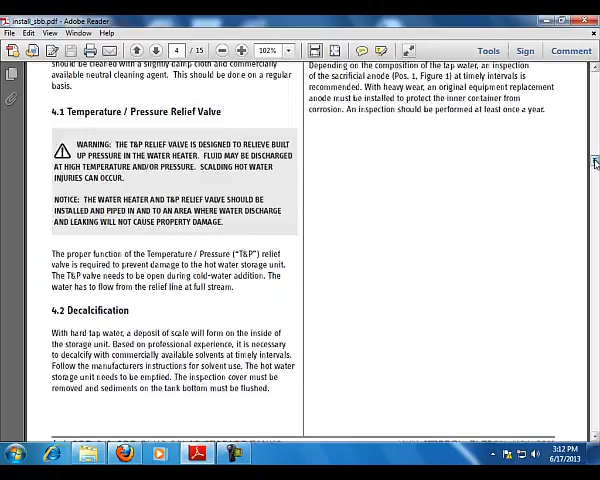 install_sbb.pdf - Adobe Reader
File Edit View Window Help
4 / 15 102% Tools Sign Comment
should be cleaned with a slightly damp cloth and commercially
available neutral cleaning agent. This should be done on a regular
basis.
4.1 Temperature / Pressure Relief Valve
WARNING: THE T&P RELIEF VALVE IS DESIGNED TO RELIEVE BUILT
UP PRESSURE IN THE WATER HEATER. FLUID MAY BE DISCHARGED
AT HIGH TEMPERATURE AND/OR PRESSURE. SCALDING HOT WATER
INJURIES CAN OCCUR.
NOTICE: THE WATER HEATER AND T&P RELIEF VALVE SHOULD BE
INSTALLED AND PIPED IN AND TO AN AREA WHERE WATER DISCHARGE
AND LEAKING WILL NOT CAUSE PROPERTY DAMAGE.
The proper function of the Temperature / Pressure ("T&P") relief
valve is required to prevent damage to the hot water storage unit.
The T&P valve needs to be open during cold-water addition. The
water has to flow from the relief line at full stream.
4.2 Decalcification
With hard tap water, a deposit of scale will form on the inside of
the storage unit. Based on professional experience, it is necessary
to decalcify with commercially available solvents at timely intervals.
Follow the manufacturers instructions for solvent use. The hot water
storage unit needs to be emptied. The inspection cover must be
removed and sediments on the tank bottom must be flushed.
Depending on the composition of the tap water, an inspection
of the sacrificial anode (Pos. 1, Figure 1) at timely intervals is
recommended. With heavy wear, an original equipment replacement
anode must be installed to protect the inner container from
corrosion. An inspection should be performed at least once a year.
3:12 PM
6/17/2013